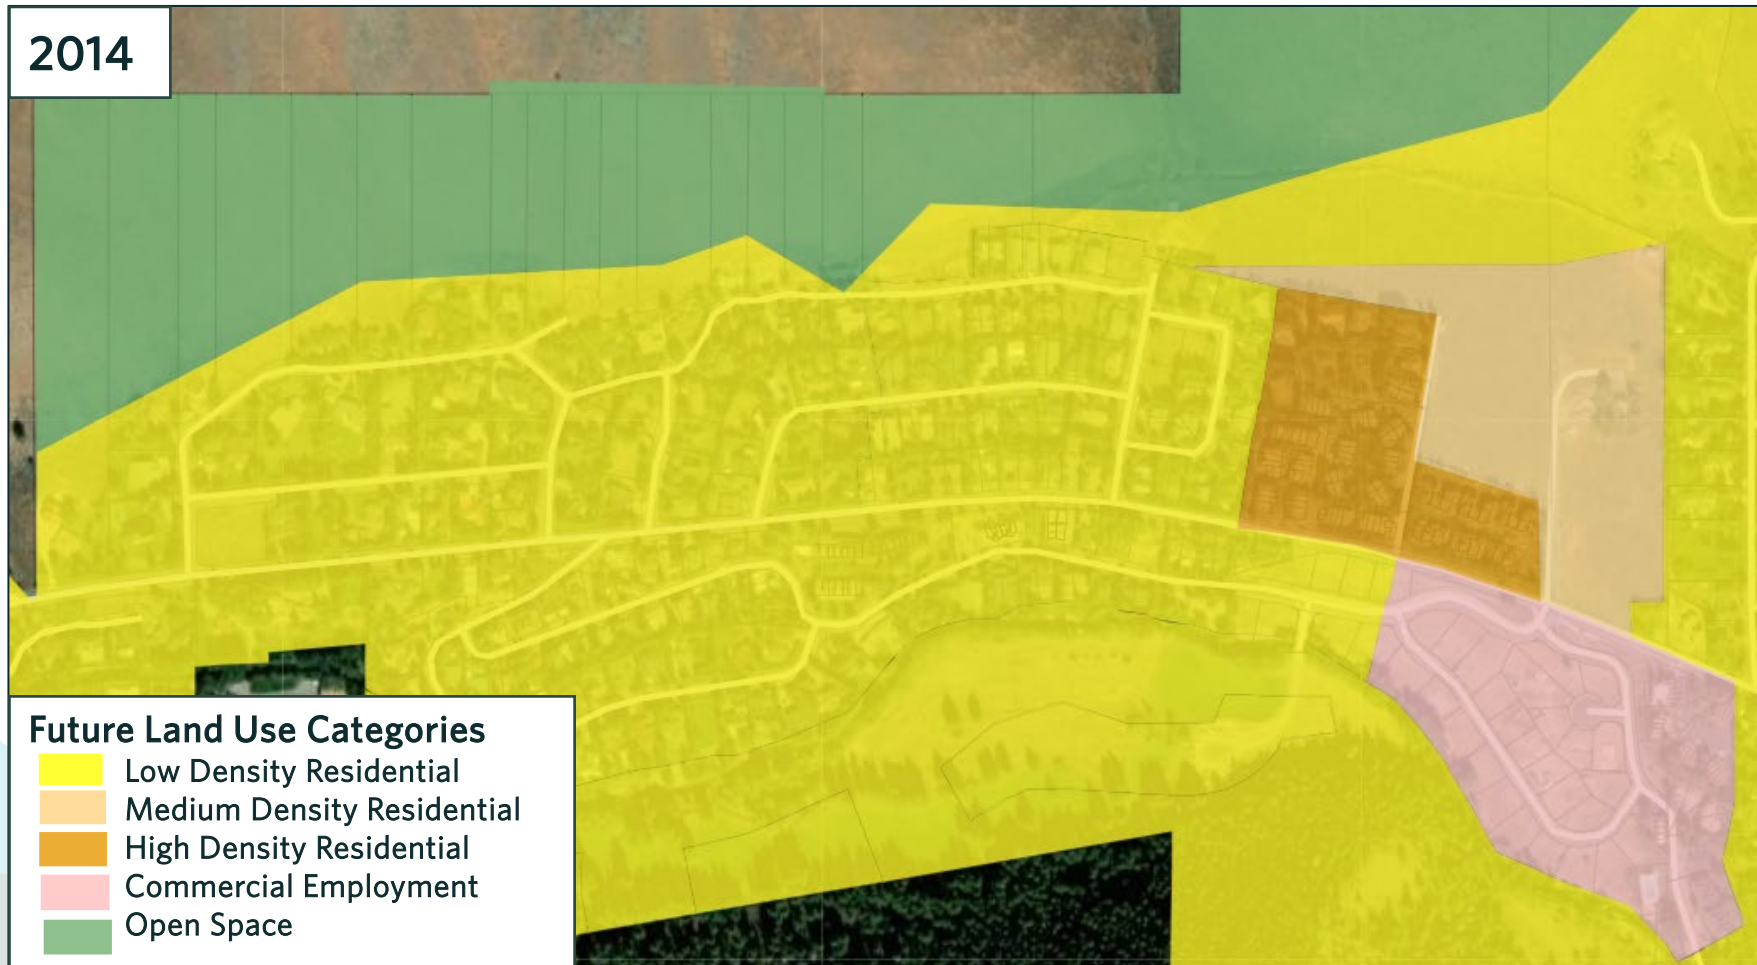 2014
Future Land Use Categories
Low Density Residential
Medium Density Residential
High Density Residential
Commercial Employment
Open Space